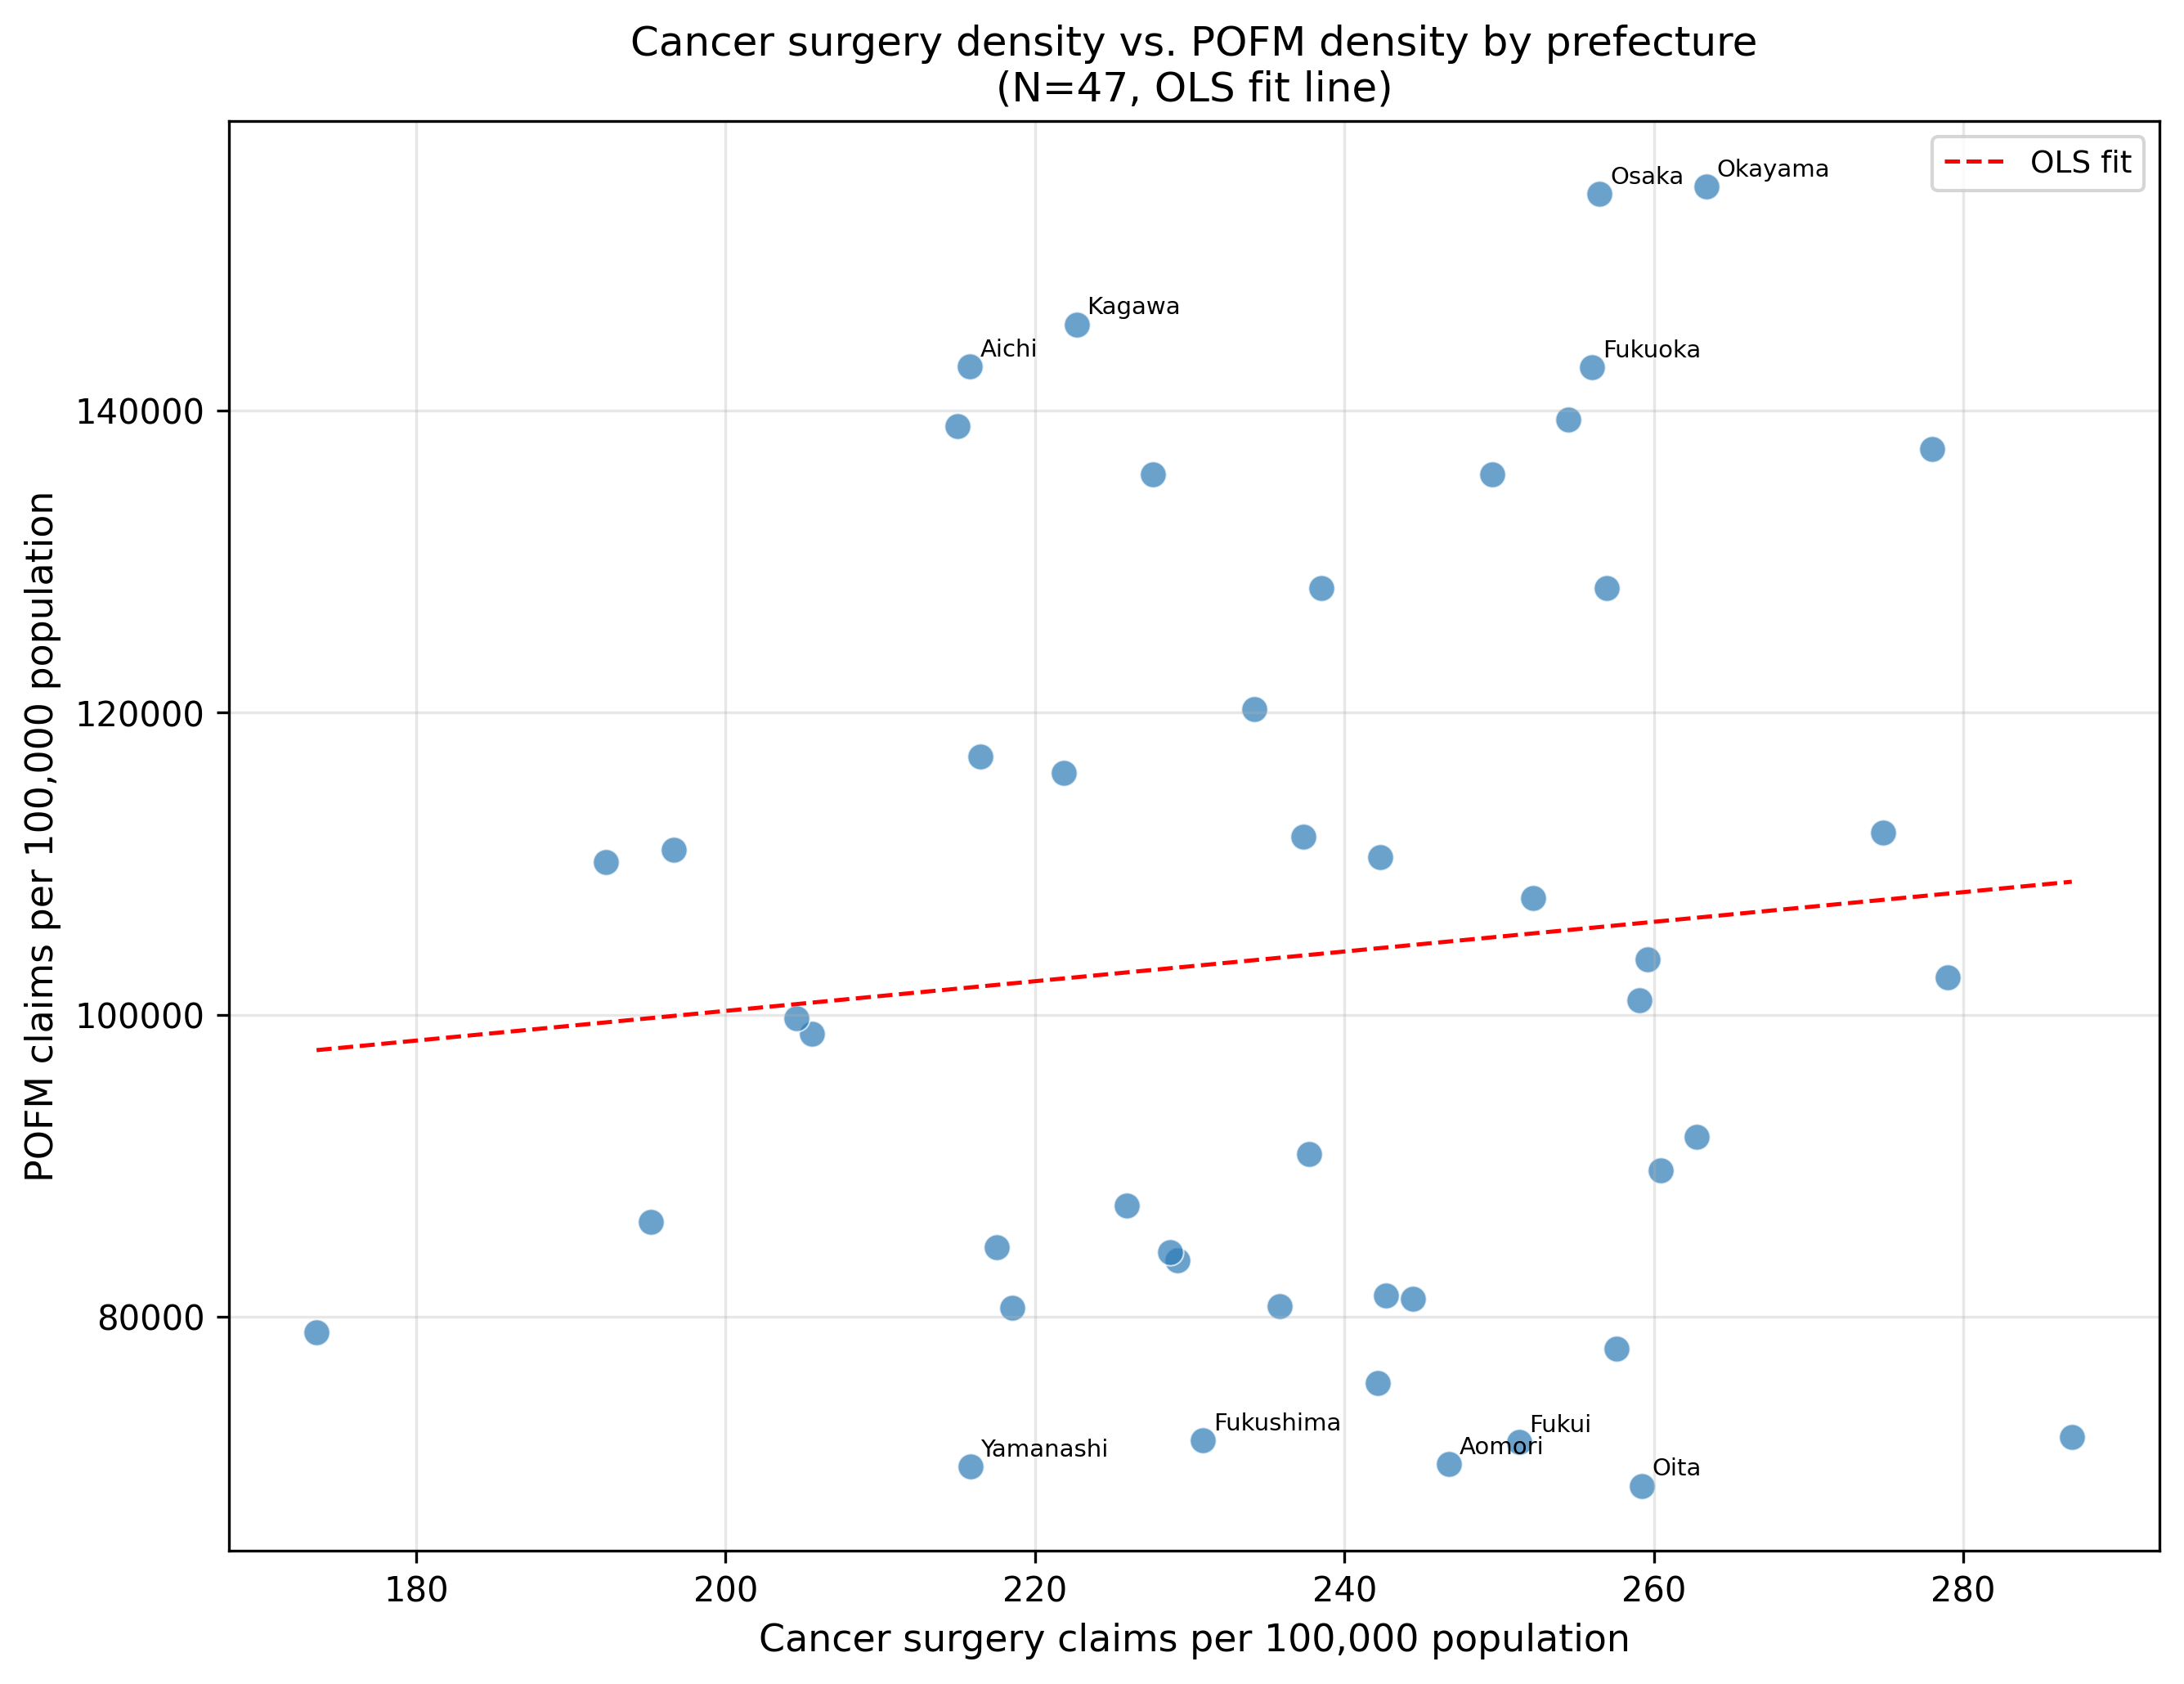 Cancer surgery density vs. POFM density by prefecture
(N=47, OLS fit line)
OLS fit
Osaka
Okayama
Kagawa
Aichi
Fukuoka
Fukushima
Yamanashi
Fukui
Aomori
Oita
POFM claims per 100,000 population
140000
120000
100000
80000
180
200
220
240
260
280
Cancer surgery claims per 100,000 population